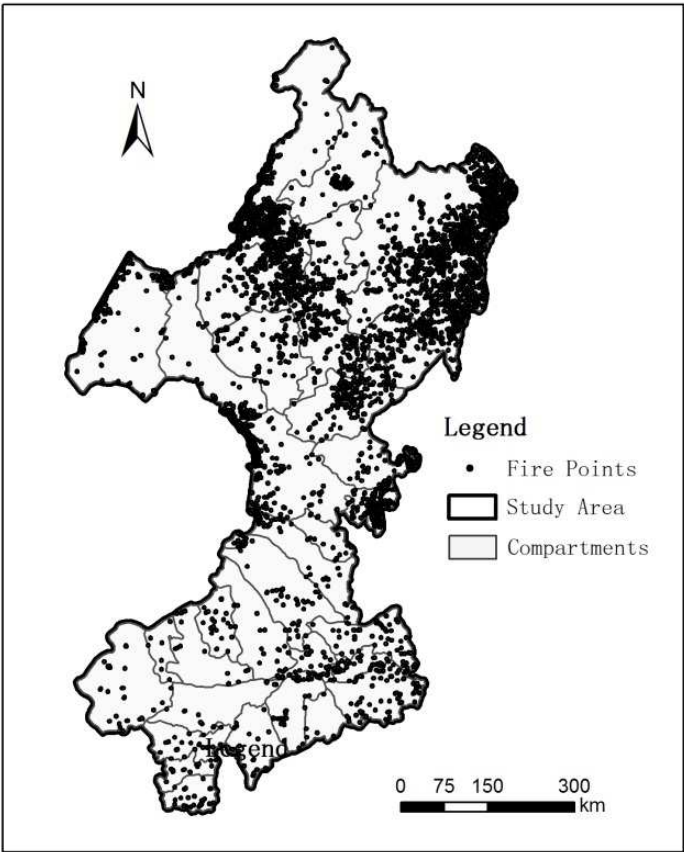 N
Legend
Fire Points
Study Area
Compartments
Legend
0 75 150 300
km